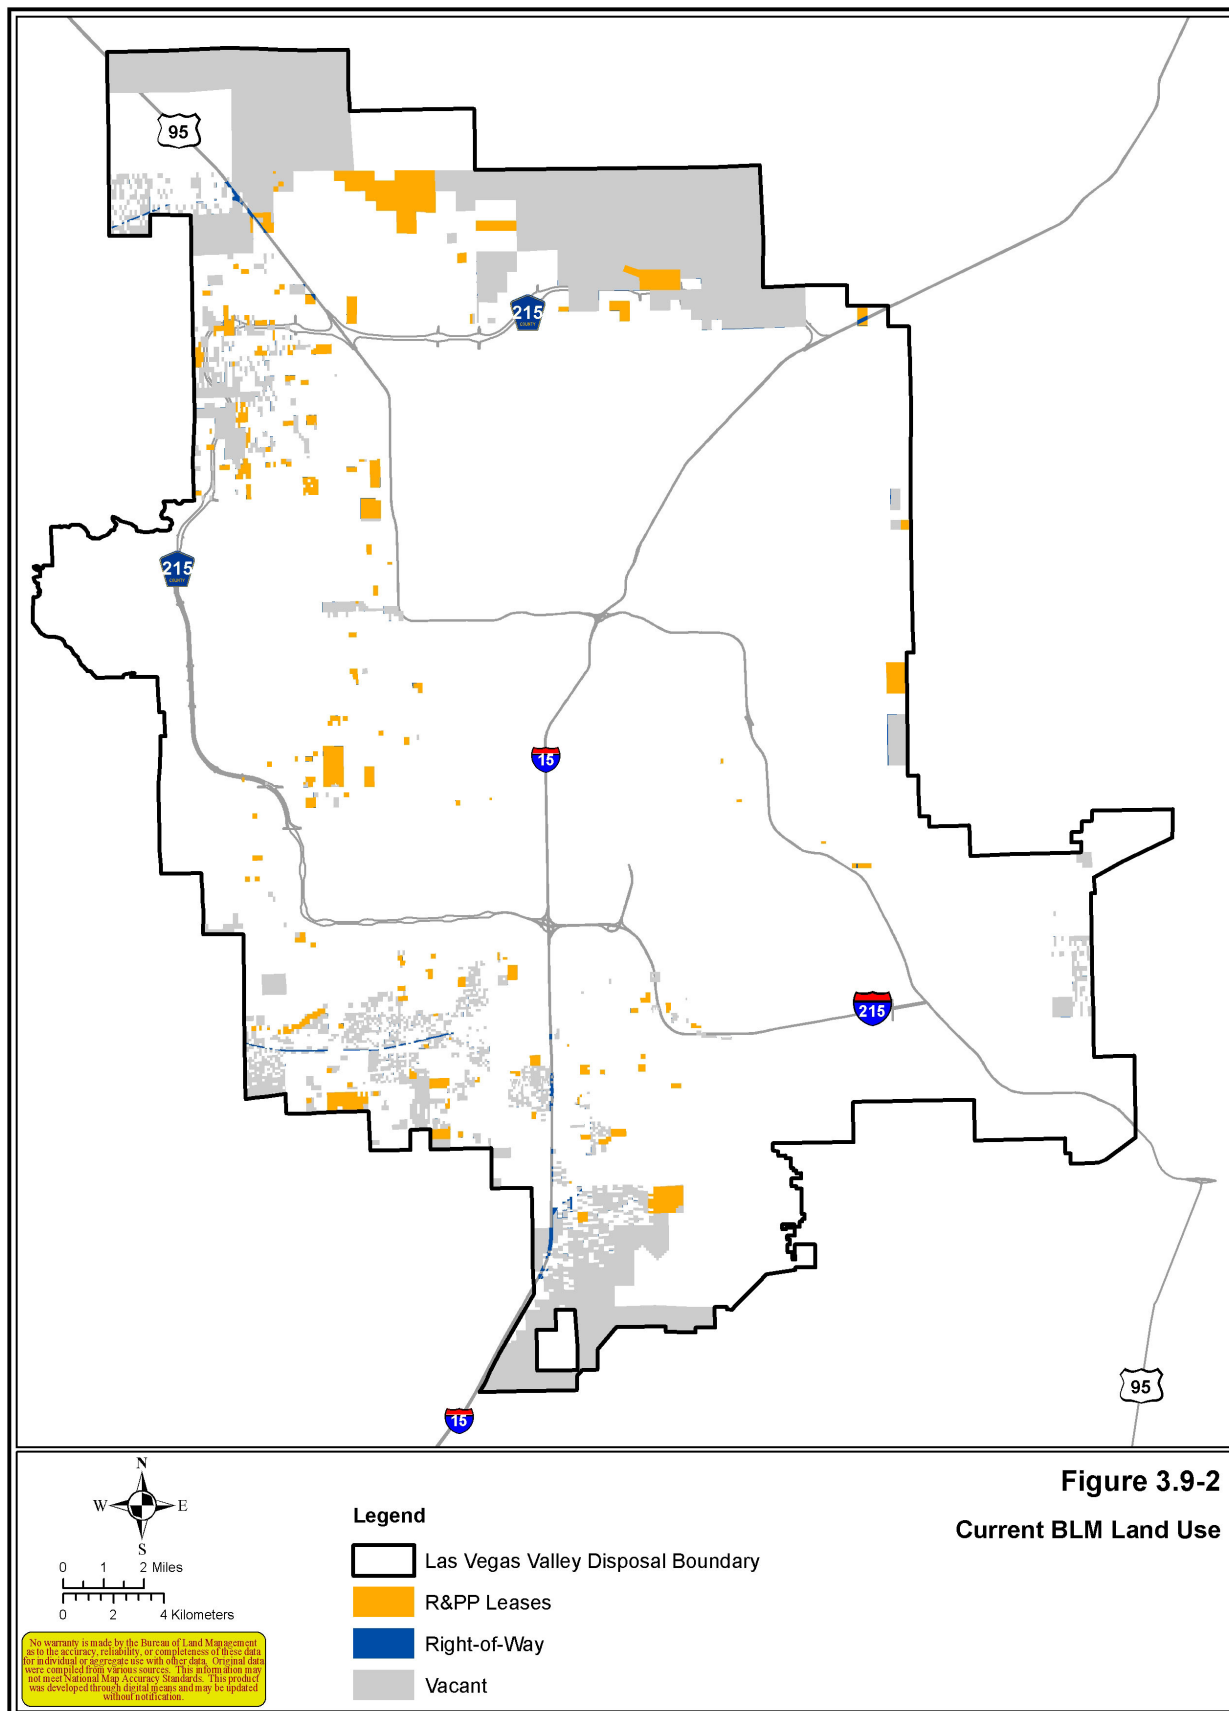 95
215
COUNTY
215
COUNTY
15
215
95
15
Figure 3.9-2
Current BLM Land Use
N
W E
S
0 1 2 Miles
0 2 4 Kilometers
Legend
Las Vegas Valley Disposal Boundary
R&PP Leases
Right-of-Way
Vacant
No warranty is made by the Bureau of Land Management
as to the accuracy, reliability, or completeness of these data
for individual or aggregate use with other data. Original data
were compiled from various sources. This information may
not meet National Map Accuracy Standards. This product
was developed through digital means and may be updated
without notification.